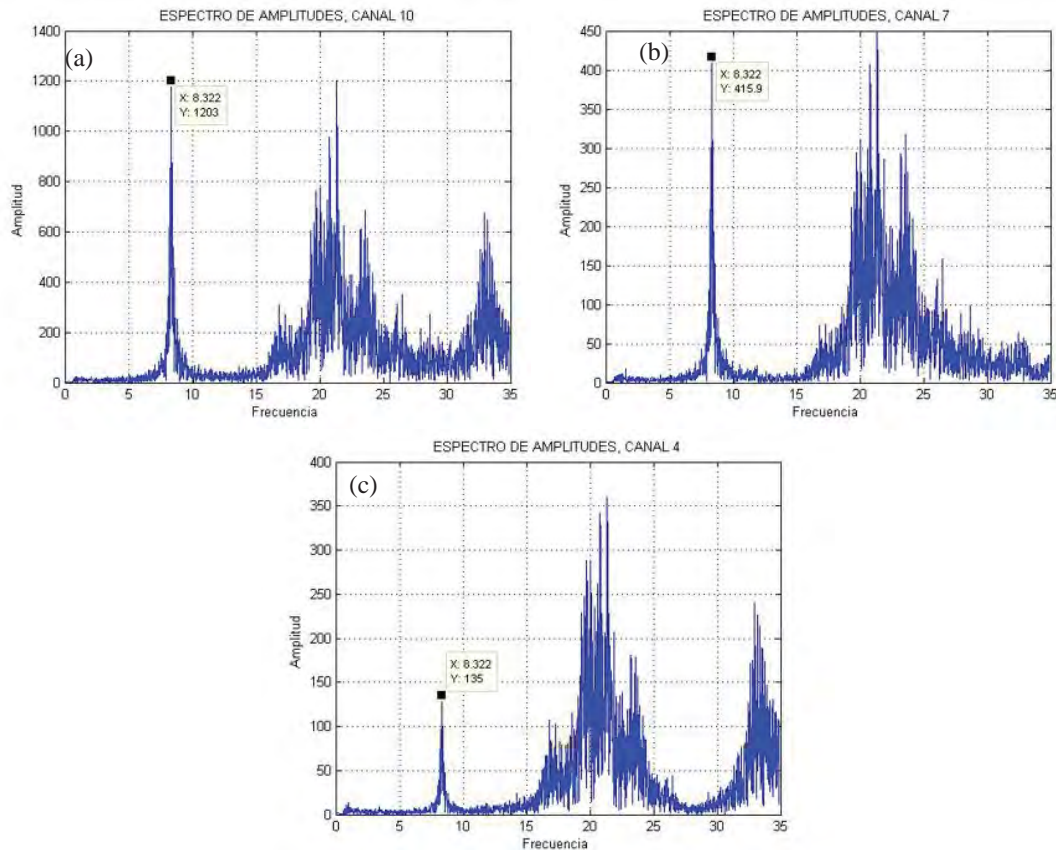 ESPECTRO DE AMPLITUDES, CANAL 10
(a)
1400
1200
1000
800
600
400
200
0
Amplitud
X: 8.322
Y: 1203
0 5 10 15 20 25 30 35
Frecuencia
ESPECTRO DE AMPLITUDES, CANAL 7
(b)
450
400
350
300
250
200
150
100
50
0
Amplitud
X: 8.322
Y: 415.9
0 5 10 15 20 25 30 35
Frecuencia
ESPECTRO DE AMPLITUDES, CANAL 4
(c)
400
350
300
250
200
150
100
50
0
Amplitud
X: 8.322
Y: 135
0 5 10 15 20 25 30 35
Frecuencia